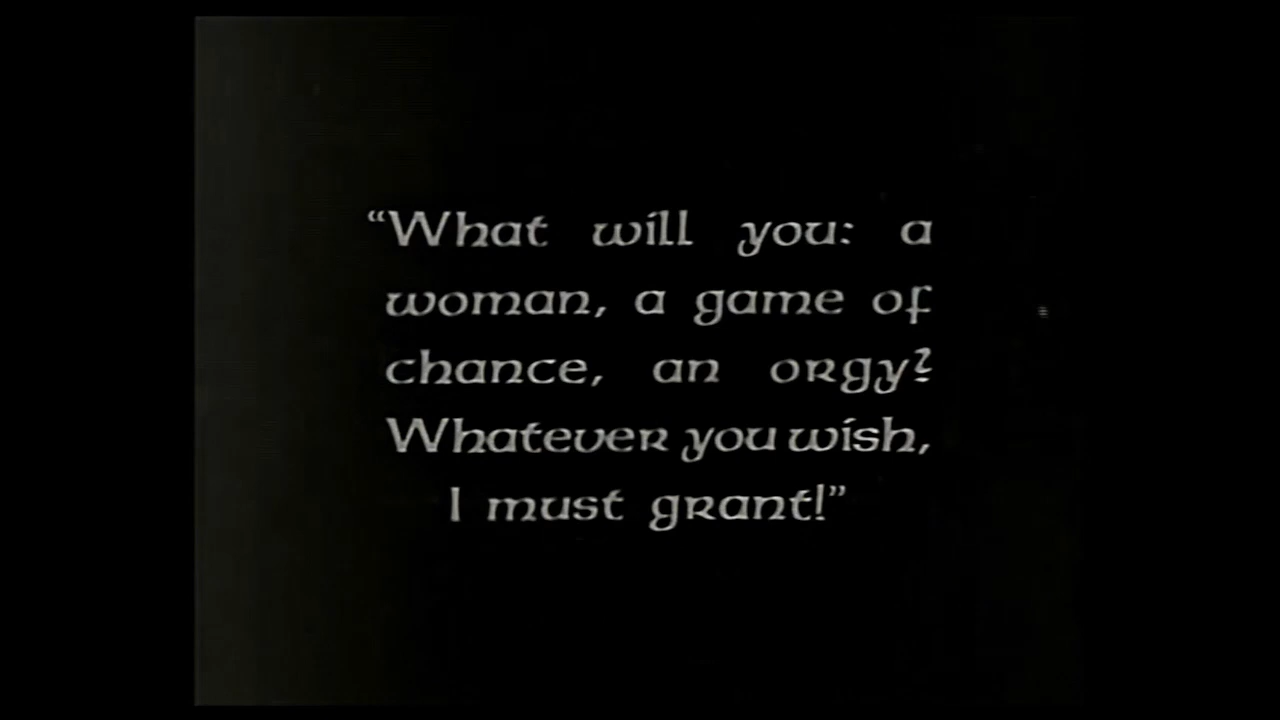 “What will you: a
woman, a game of
chance, an orgy?
Whatever you wish,
I must grant!”